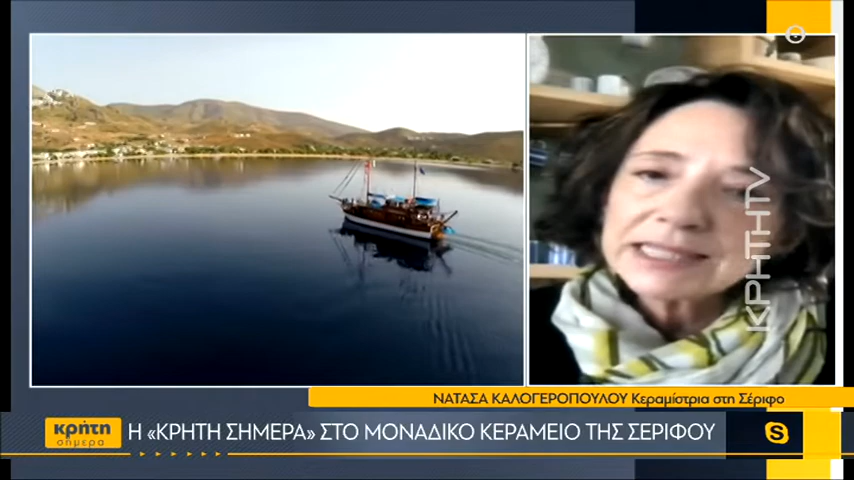 ΚΡΗΤΗTV
ΝΑΤΑΣΑ ΚΑΛΟΓΕΡΟΠΟΥΛΟΥ Κεραμίστρια στη Σέριφο
κρήτη
σήμερα
Η «ΚΡΗΤΗ ΣΗΜΕΡΑ» ΣΤΟ ΜΟΝΑΔΙΚΟ ΚΕΡΑΜΕΙΟ ΤΗΣ ΣΕΡΙΦΟΥ